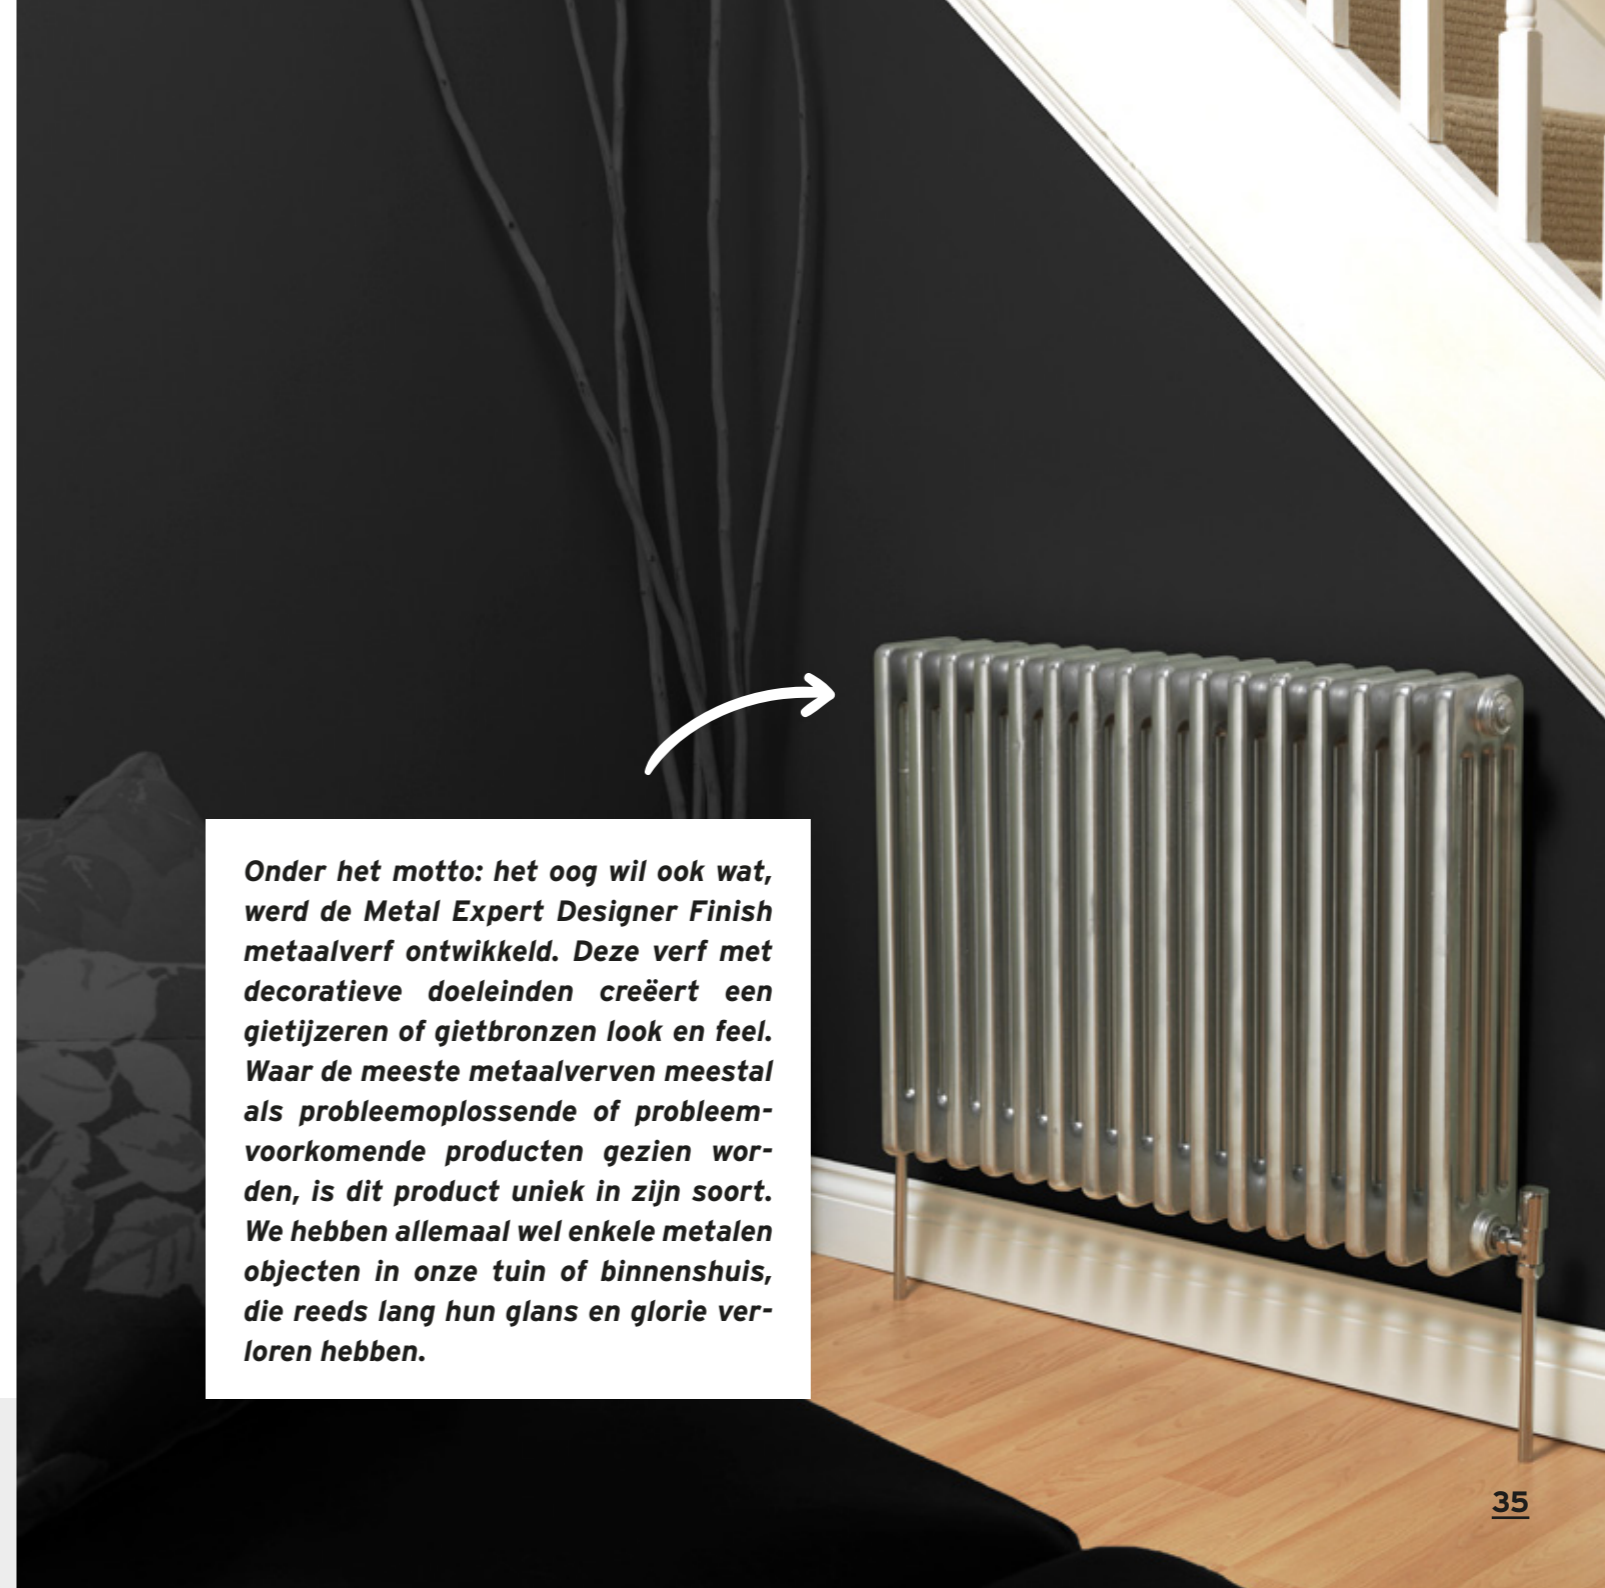 Onder het motto: het oog wil ook wat,
werd de Metal Expert Designer Finish
metaalverf ontwikkeld. Deze verf met
decoratieve doeleinden creëert een
gietijzeren of gietbronzen look en feel.
Waar de meeste metaalverven meestal
als probleemoplossende of probleem-
voorkomende producten gezien wor-
den, is dit product uniek in zijn soort.
We hebben allemaal wel enkele metalen
objecten in onze tuin of binnenshuis,
die reeds lang hun glans en glorie ver-
loren hebben.
35